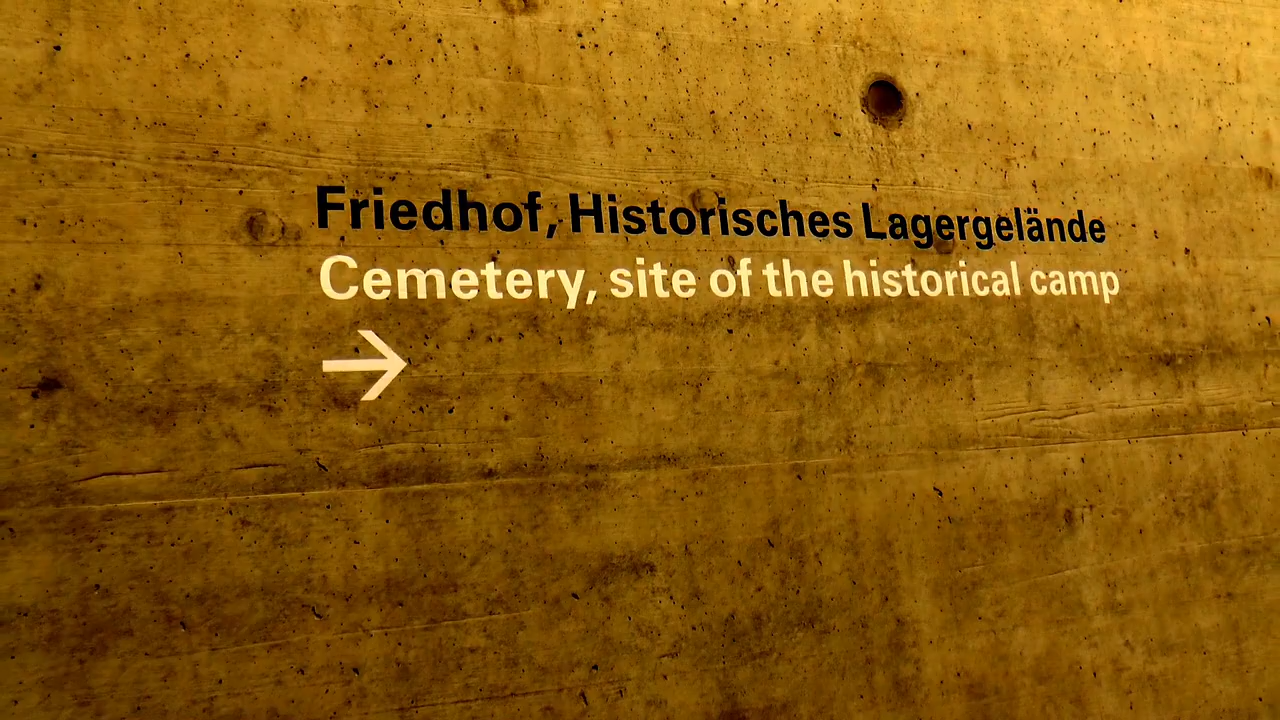 Friedhof, Historisches Lagergelände
Cemetery, site of the historical camp